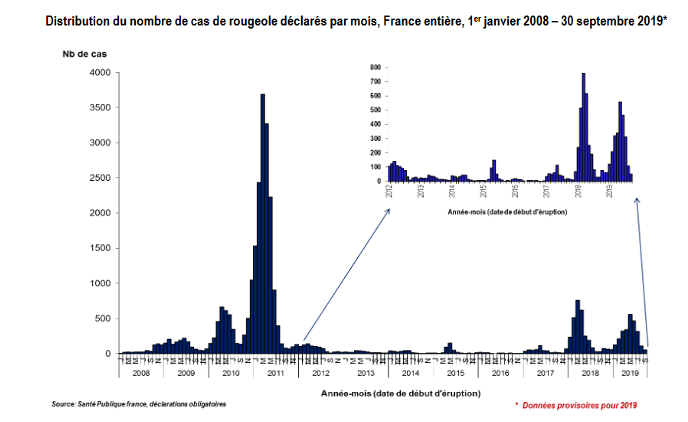 Distribution du nombre de cas de rougeole déclarés par mois, France entière, 1er janvier 2008 – 30 septembre 2019*
Nb de cas
4000
3500
3000
2500
2000
1500
1000
500
0
800
700
600
500
400
300
200
100
0
2012 2013 2014 2015 2016 2017 2018 2019
Année-mois (date de début d'éruption)
J M M J S N J M M J S N J M M J S N J M M J S N J M M J S N J M M J S N J M M J S N J M M J S N J M M J S N J M M J S N J M M J S N J M M J S
2008 2009 2010 2011 2012 2013 2014 2015 2016 2017 2018 2019
Année-mois (date de début d'éruption)
Source: Santé Publique france, déclarations obligatoires
* Données provisoires pour 2019